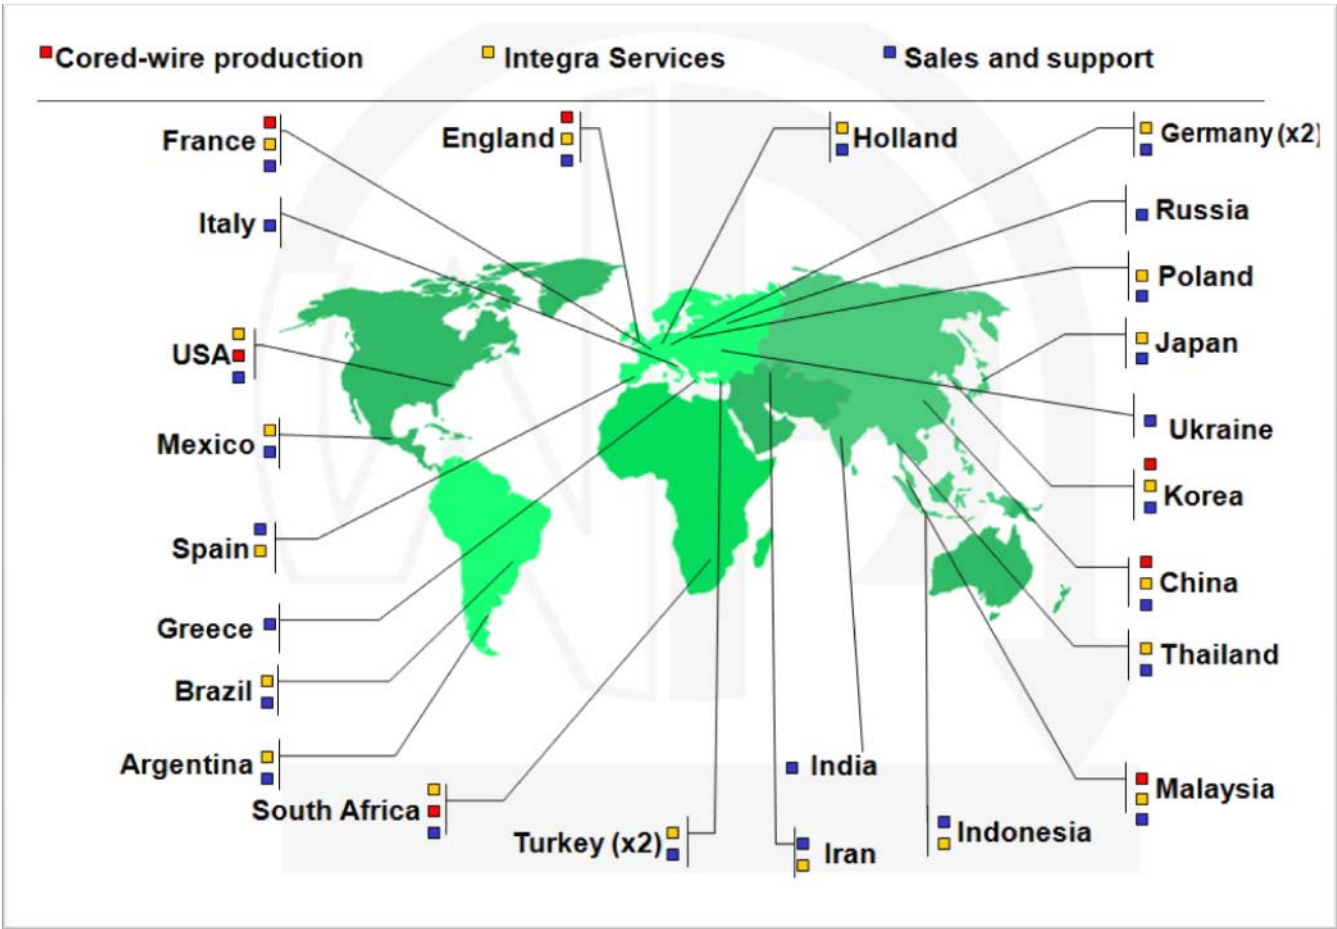 Cored-wire production
Integra Services
Sales and support
France
England
Holland
Germany (x2)
Italy
Russia
Poland
USA
Japan
Ukraine
Mexico
Korea
Spain
China
Greece
Thailand
Brazil
Argentina
India
Malaysia
South Africa
Turkey (x2)
Iran
Indonesia